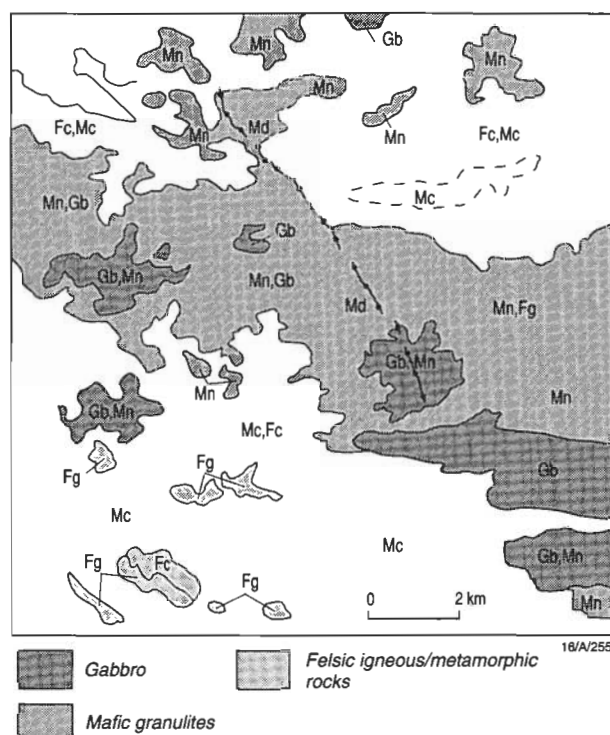 Gb
Mn
Mn
Mn
Mn
Md
Mn
Fc,Mc
Mn
Fc,Mc
Mc
Mn,Gb
Gb
Gb,Mn
Mn,Gb
Md
Mn,Fg
Gb,Mn
Mn
Mn
Gb,Mn
Mc,Fc
Gb
Fg
Fg
Mc
Mc
Fg
Fc
Fg
Gb,Mn
Mn
0 2 km
16/A/255
Gabbro
Felsic igneous/metamorphic
rocks
Mafic granulites